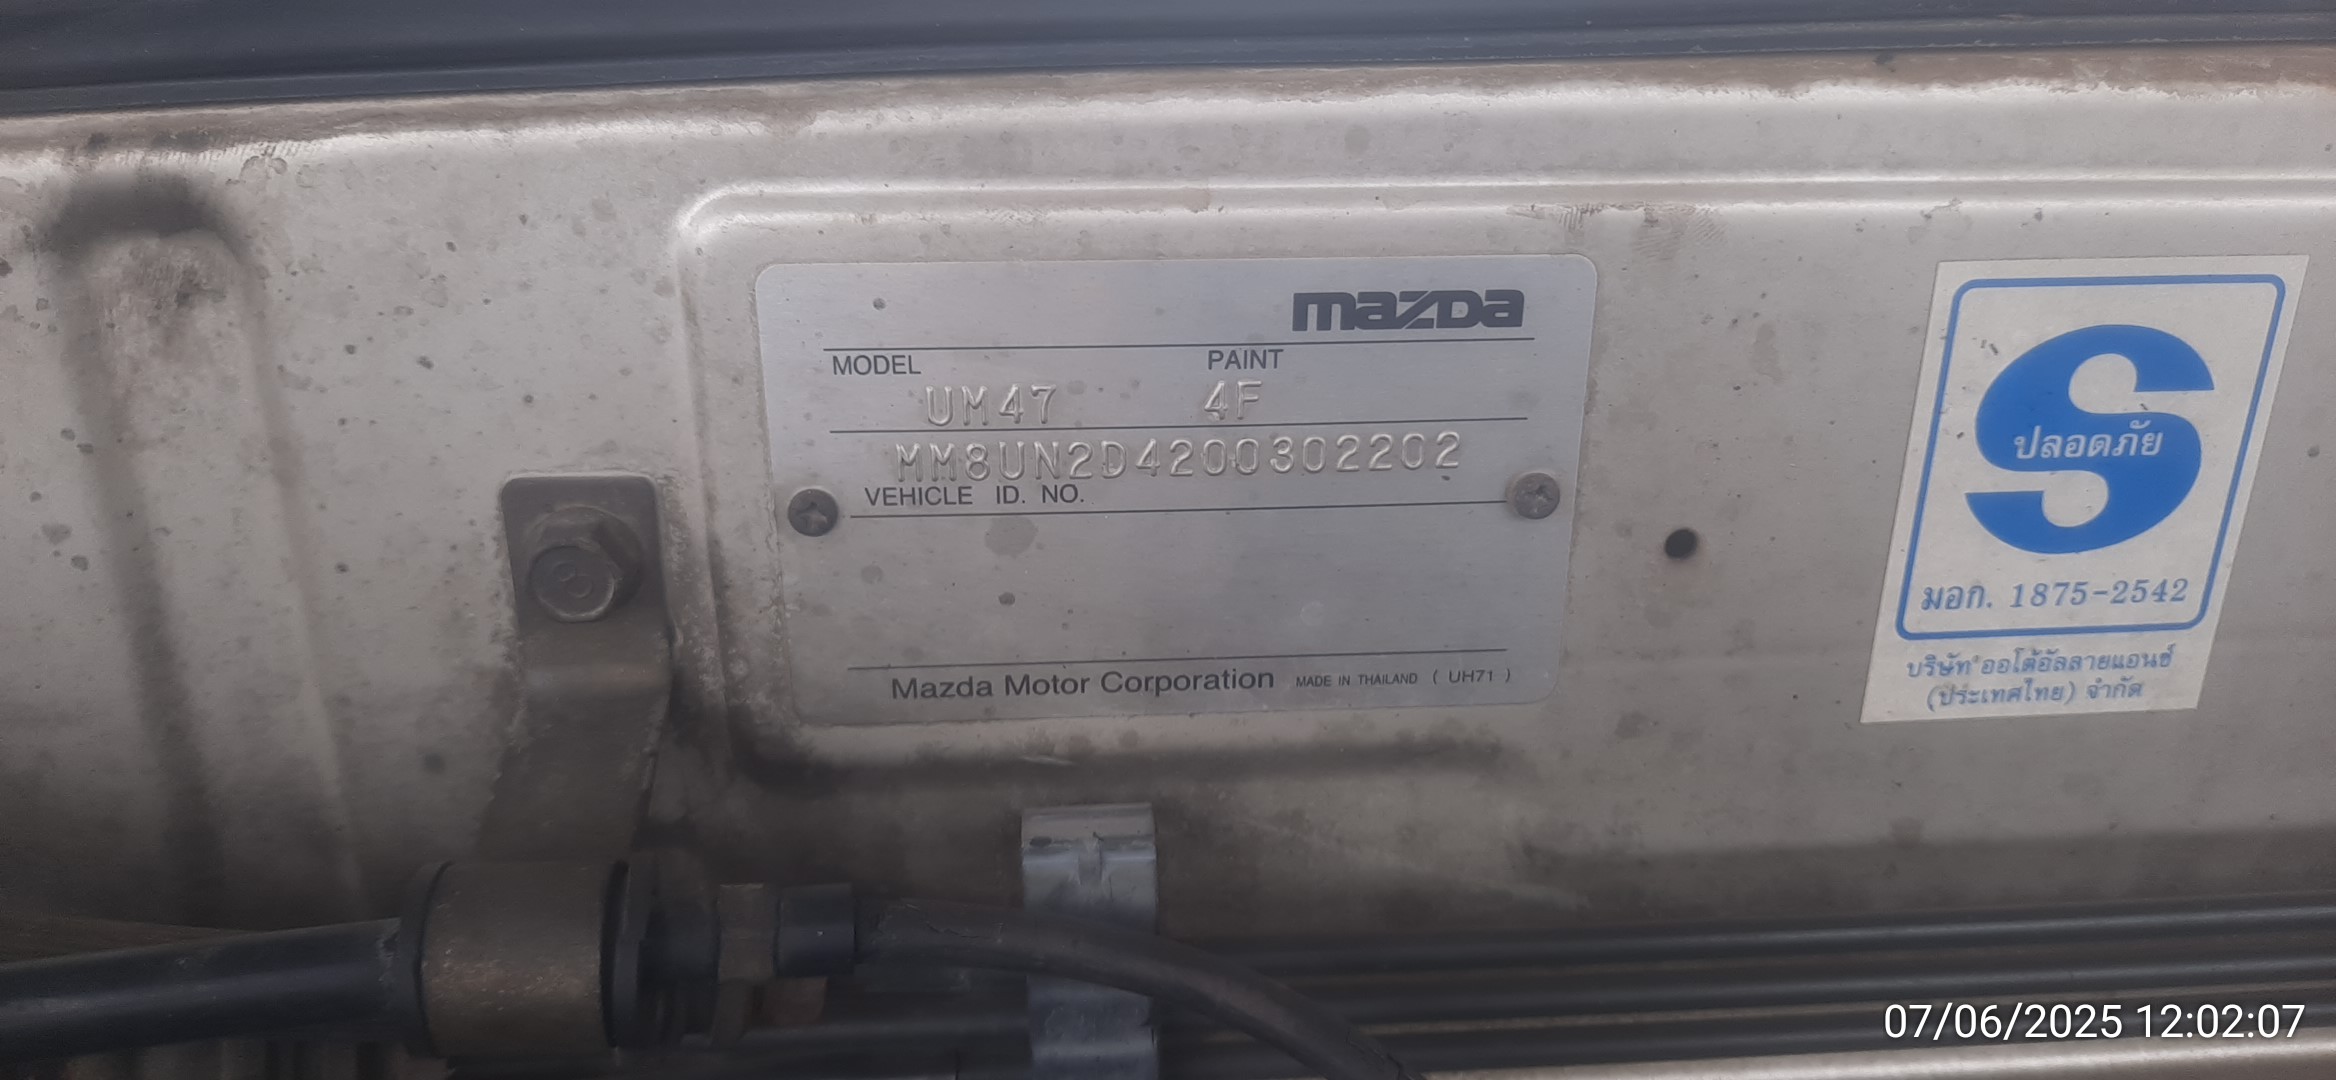 mazda
MODEL PAINT
UM47 4F
MM8UN2D4200302202
VEHICLE ID. NO.
Mazda Motor Corporation MADE IN THAILAND ( UH71 )
S
ปลอดภัย
มอก. 1875-2542
บริษัท ออโต้อัลลายแอนซ์
(ประเทศไทย) จำกัด
8
07/06/2025 12:02:07